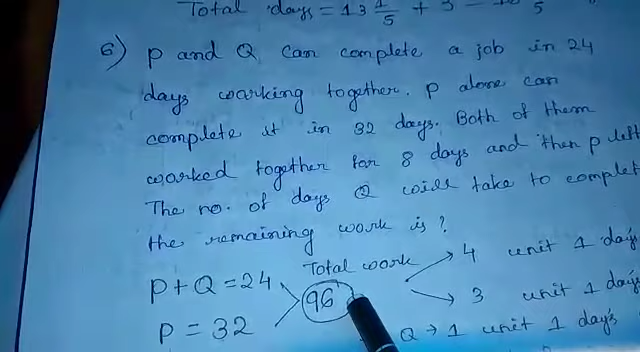 Total days = 13 1/5 + 3 =
6) P and Q can complete a job in 24
days working together. P alone can
complete it in 32 days. Both of them
worked together for 8 days and then P left
The no. of days Q will take to complet
the remaining work is?
P + Q = 24
P = 32
Total work
96
4 unit 1 day's
3 unit 1 day's
Q → 1 unit 1 day's